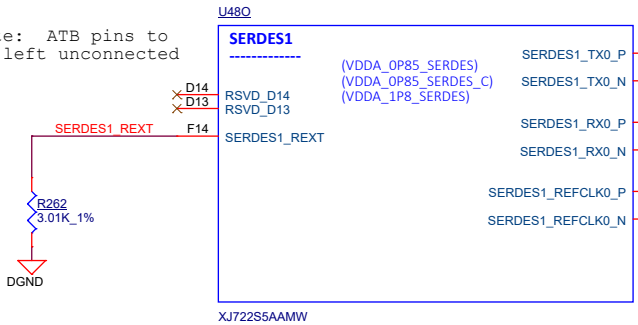 U48O
te: ATB pins to
left unconnected
SERDES1
-------------
(VDDA_0P85_SERDES)
(VDDA_0P85_SERDES_C)
(VDDA_1P8_SERDES)
SERDES1_TX0_P
SERDES1_TX0_N
D14
RSVD_D14
D13
RSVD_D13
SERDES1_RX0_P
SERDES1_REXT
F14
SERDES1_REXT
SERDES1_RX0_N
SERDES1_REFCLK0_P
R262
3.01K_1%
SERDES1_REFCLK0_N
DGND
XJ722S5AAMW